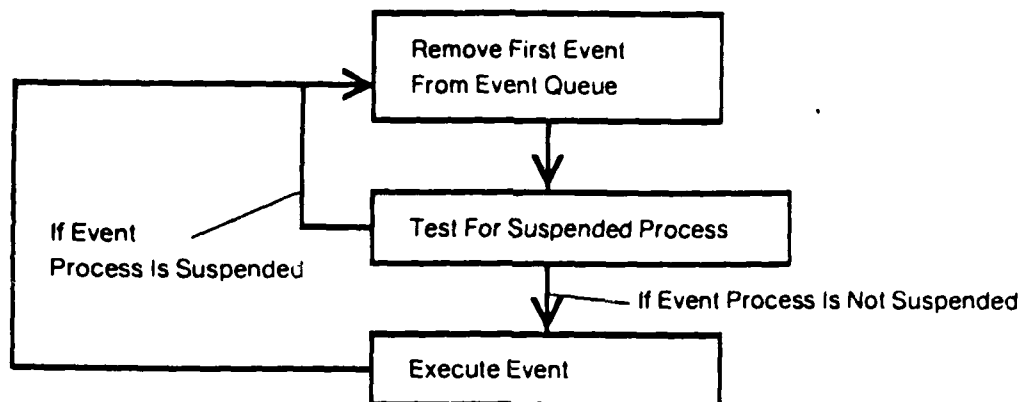 Remove First Event
From Event Queue
Test For Suspended Process
If Event
Process Is Suspended
If Event Process Is Not Suspended
Execute Event